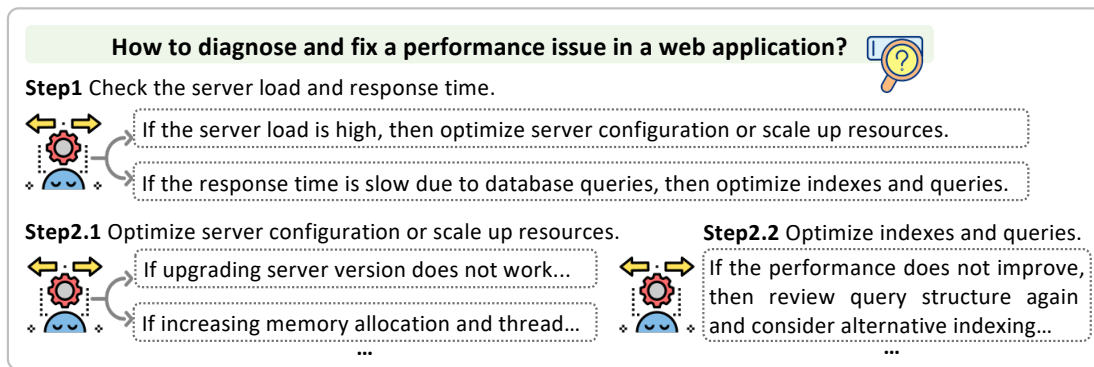 How to diagnose and fix a performance issue in a web application?
?
Step1 Check the server load and response time.
If the server load is high, then optimize server configuration or scale up resources.
If the response time is slow due to database queries, then optimize indexes and queries.
Step2.1 Optimize server configuration or scale up resources.
If upgrading server version does not work...
If increasing memory allocation and thread...
...
Step2.2 Optimize indexes and queries.
If the performance does not improve,
then review query structure again
and consider alternative indexing...
...